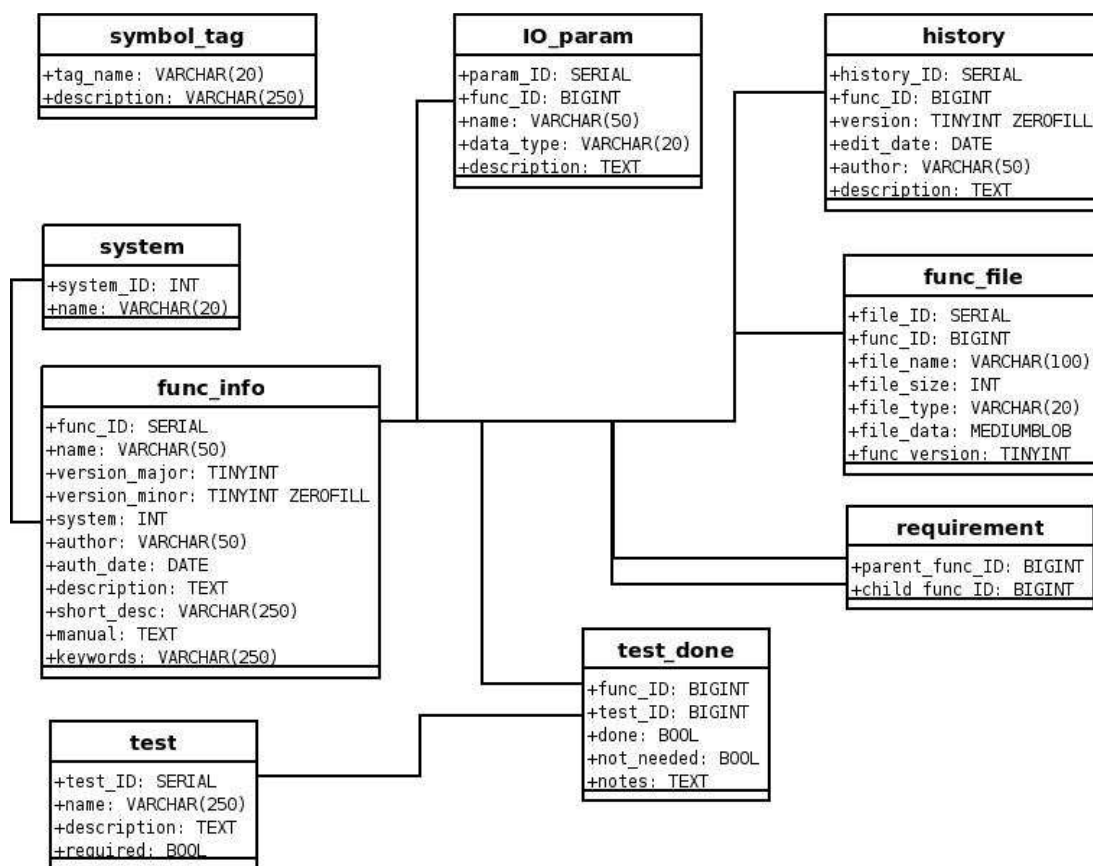 symbol_tag
+tag_name: VARCHAR(20)
+description: VARCHAR(250)
IO_param
+param_ID: SERIAL
+func_ID: BIGINT
+name: VARCHAR(50)
+data_type: VARCHAR(20)
+description: TEXT
history
+history_ID: SERIAL
+func_ID: BIGINT
+version: TINYINT ZEROFILL
+edit_date: DATE
+author: VARCHAR(50)
+description: TEXT
system
+system_ID: INT
+name: VARCHAR(20)
func_file
+file_ID: SERIAL
+func_ID: BIGINT
+file_name: VARCHAR(100)
+file_size: INT
+file_type: VARCHAR(20)
+file_data: MEDIUMBLOB
+func_version: TINYINT
func_info
+func_ID: SERIAL
+name: VARCHAR(50)
+version_major: TINYINT
+version_minor: TINYINT ZEROFILL
+system: INT
+author: VARCHAR(50)
+auth_date: DATE
+description: TEXT
+short_desc: VARCHAR(250)
+manual: TEXT
+keywords: VARCHAR(250)
requirement
+parent_func_ID: BIGINT
+child_func_ID: BIGINT
test_done
+func_ID: BIGINT
+test_ID: BIGINT
+done: BOOL
+not_needed: BOOL
+notes: TEXT
test
+test_ID: SERIAL
+name: VARCHAR(250)
+description: TEXT
+required: BOOL